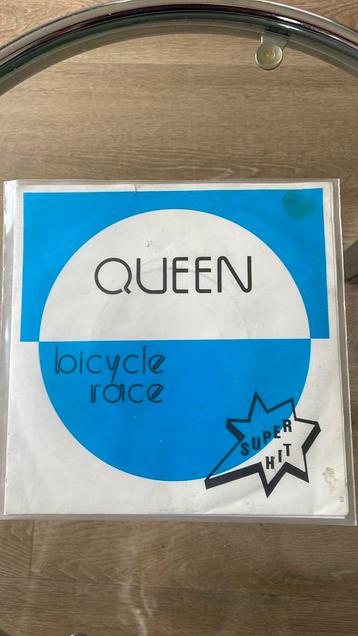 QUEEN
bicycle
race
SUPER
HIT